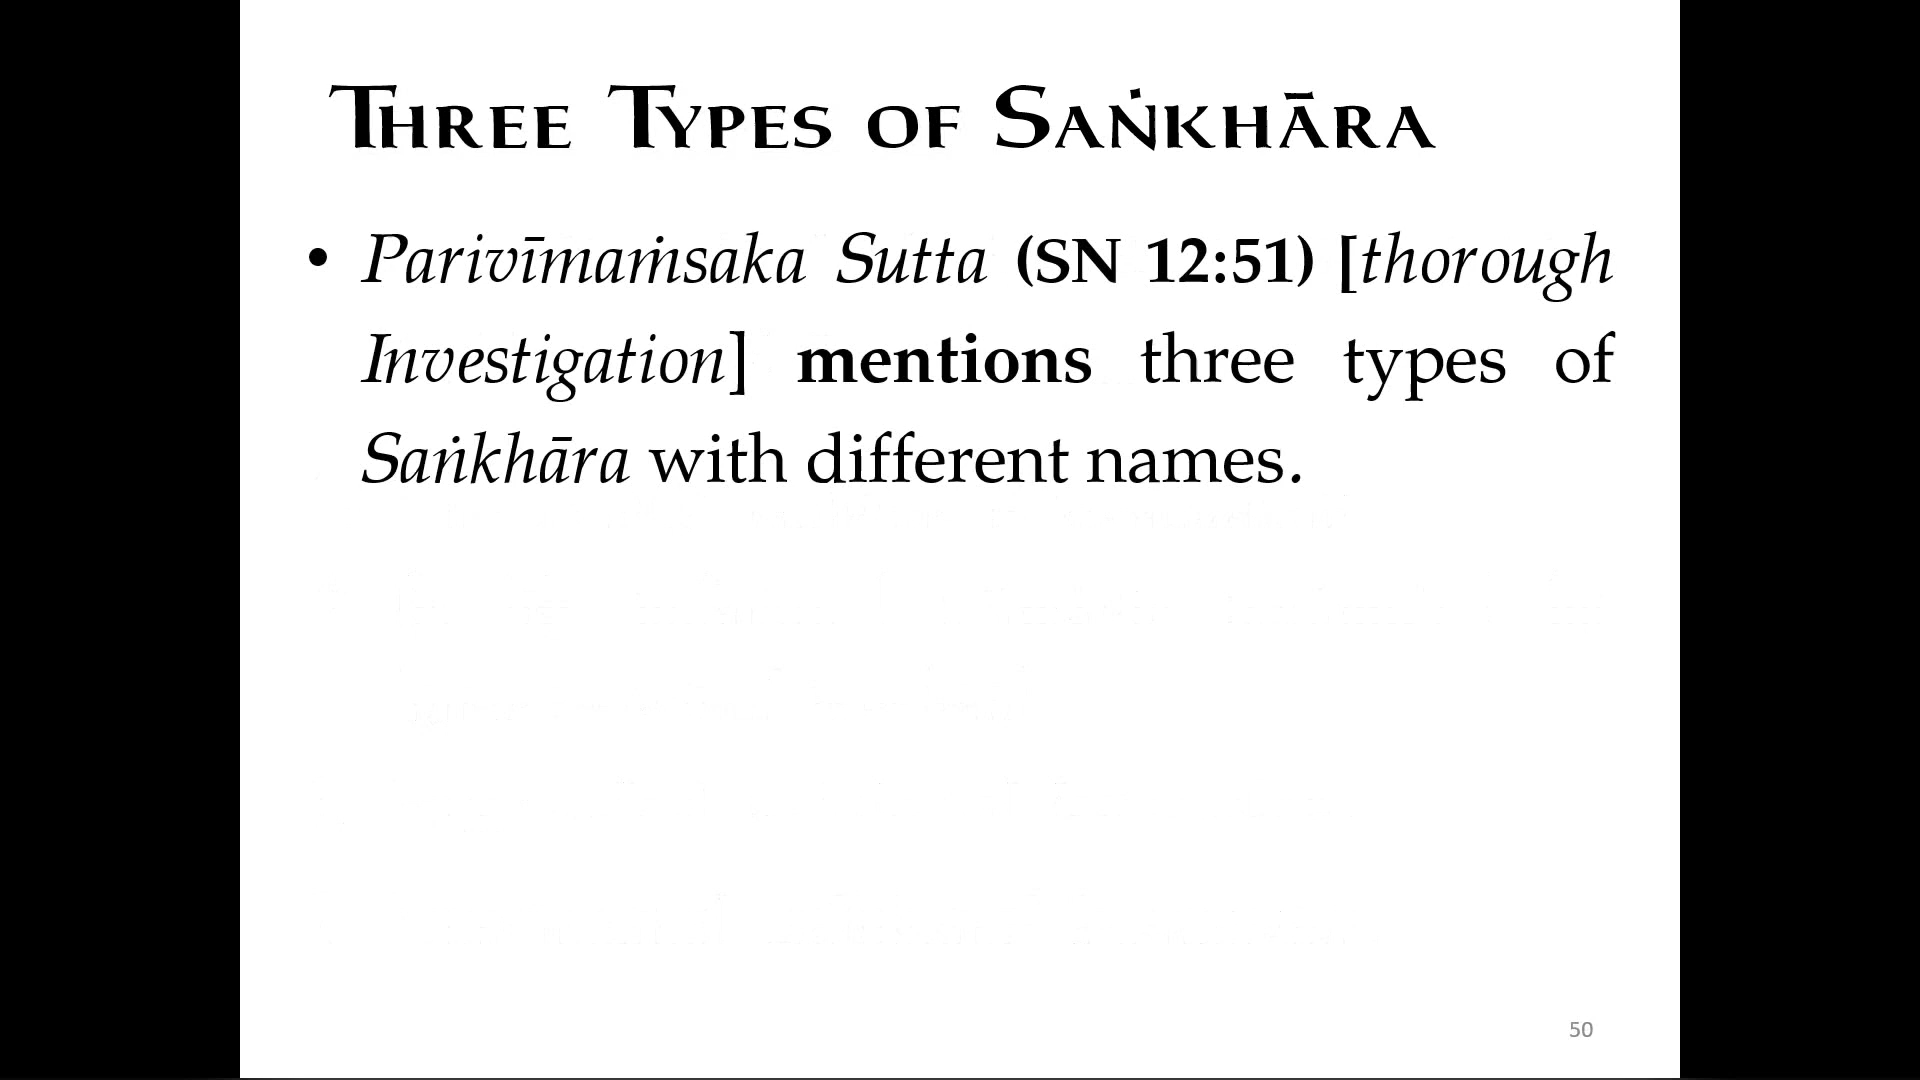 Three Types of Saṅkhāra
• Parivīmaṁsaka Sutta (SN 12:51) [thorough
Investigation] mentions three types of
Saṅkhāra with different names.
50